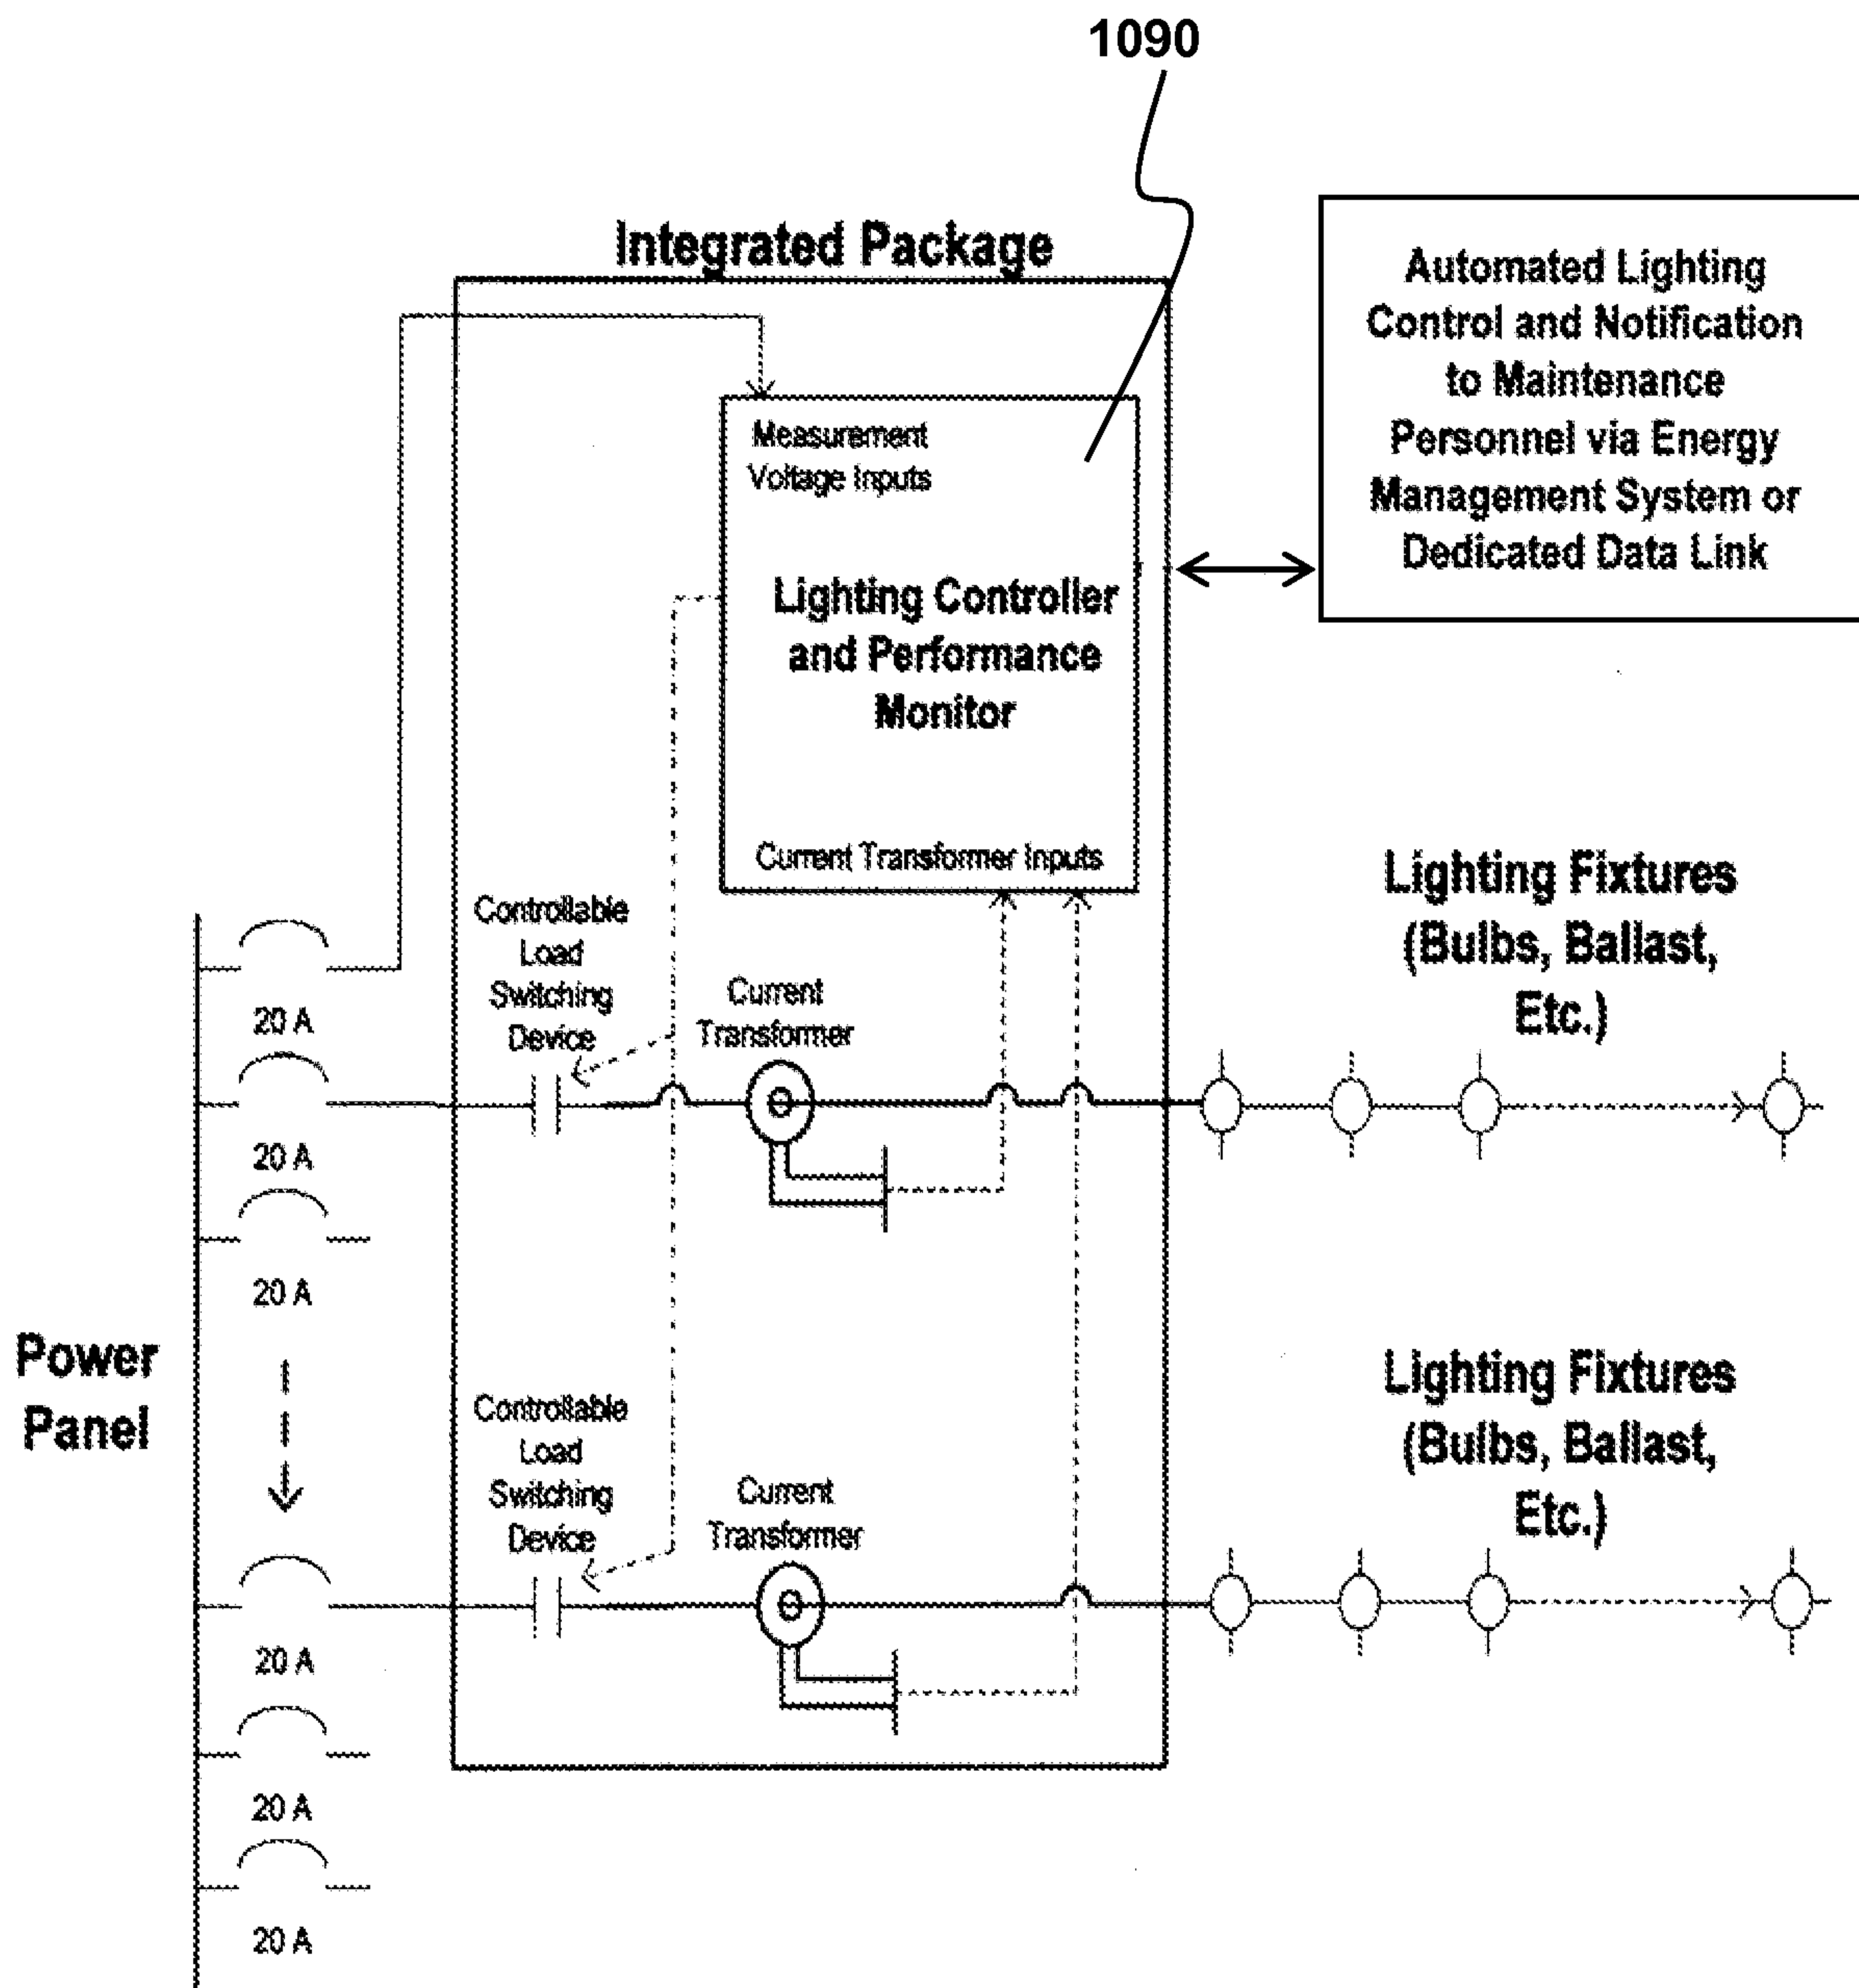 1090
Integrated Package
Automated Lighting
Control and Notification
to Maintenance
Personnel via Energy
Management System or
Dedicated Data Link
Measurement
Voltage Inputs
Lighting Controller
and Performance
Monitor
Current Transformer Inputs
Controllable
Load
Switching
Device
Current
Transformer
Lighting Fixtures
(Bulbs, Ballast,
Etc.)
20 A
20 A
20 A
Power
Panel
Controllable
Load
Switching
Device
Current
Transformer
Lighting Fixtures
(Bulbs, Ballast,
Etc.)
20 A
20 A
20 A